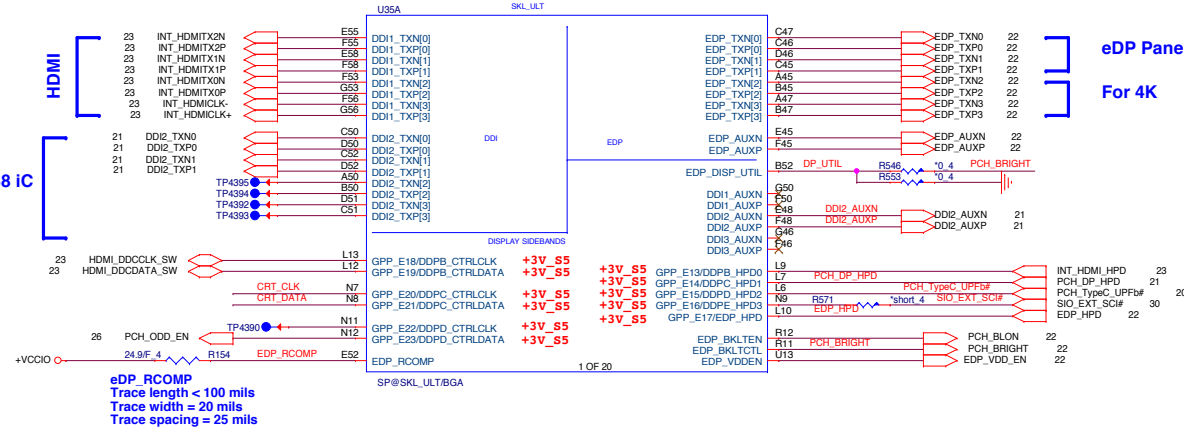 U35A
SKL_ULT
HDMI
23 INT_HDMITX2N E55 DDI1_TXN[0]
23 INT_HDMITX2P F55 DDI1_TXP[0]
23 INT_HDMITX1N E58 DDI1_TXN[1]
23 INT_HDMITX1P F58 DDI1_TXP[1]
23 INT_HDMITX0N F53 DDI1_TXN[2]
23 INT_HDMITX0P G53 DDI1_TXP[2]
23 INT_HDMICLK- F56 DDI1_TXN[3]
23 INT_HDMICLK+ G56 DDI1_TXP[3]
8 iC
21 DDI2_TXN0 C50 DDI2_TXN[0]
21 DDI2_TXP0 D50 DDI2_TXP[0]
21 DDI2_TXN1 C52 DDI2_TXN[1]
21 DDI2_TXP1 D52 DDI2_TXP[1]
TP4395 A50 DDI2_TXN[2]
TP4394 B50 DDI2_TXP[2]
TP4392 D51 DDI2_TXN[3]
TP4393 C51 DDI2_TXP[3]
DDI
EDP
DISPLAY SIDEBANDS
23 HDMI_DDCCLK_SW L13 GPP_E18/DDPB_CTRLCLK +3V_S5
23 HDMI_DDCDATA_SW L12 GPP_E19/DDPB_CTRLDATA +3V_S5
CRT_CLK N7 GPP_E20/DDPC_CTRLCLK +3V_S5
CRT_DATA N8 GPP_E21/DDPC_CTRLDATA +3V_S5
TP4390 N11 GPP_E22/DDPD_CTRLCLK +3V_S5
26 PCH_ODD_EN N12 GPP_E23/DDPD_CTRLDATA +3V_S5
+VCCIO 24.9/F_4 R154 EDP_RCOMP E52 EDP_RCOMP
eDP_RCOMP
Trace length < 100 mils
Trace width = 20 mils
Trace spacing = 25 mils
SP@SKL_ULT/BGA
1 OF 20
EDP_TXN[0] C47 EDP_TXN0 22
EDP_TXP[0] C46 EDP_TXP0 22
EDP_TXN[1] D46 EDP_TXN1 22
EDP_TXP[1] C45 EDP_TXP1 22
EDP_TXN[2] A45 EDP_TXN2 22
EDP_TXP[2] B45 EDP_TXP2 22
EDP_TXN[3] A47 EDP_TXN3 22
EDP_TXP[3] B47 EDP_TXP3 22
eDP Pane
For 4K
EDP_AUXN E45 EDP_AUXN 22
EDP_AUXP F45 EDP_AUXP 22
EDP_DISP_UTIL B52 DP_UTIL R546 *0_4 PCH_BRIGHT
R553 *0_4
DDI1_AUXN G50
DDI1_AUXP F50
DDI2_AUXN E48 DDI2_AUXN DDI2_AUXN 21
DDI2_AUXP F48 DDI2_AUXP DDI2_AUXP 21
DDI3_AUXN G46
DDI3_AUXP F46
+3V_S5 GPP_E13/DDPB_HPD0 L9 INT_HDMI_HPD 23
+3V_S5 GPP_E14/DDPC_HPD1 L7 PCH_DP_HPD PCH_DP_HPD 21
+3V_S5 GPP_E15/DDPD_HPD2 L6 PCH_TypeC_UPFb# PCH_TypeC_UPFb# 20
+3V_S5 GPP_E16/DDPE_HPD3 N9 R571 *short_4 SIO_EXT_SCI# SIO_EXT_SCI# 30
+3V_S5 GPP_E17/EDP_HPD L10 EDP_HPD EDP_HPD 22
EDP_BKLTEN R12 PCH_BLON 22
EDP_BKLTCTL R11 PCH_BRIGHT PCH_BRIGHT 22
EDP_VDDEN U13 EDP_VDD_EN 22